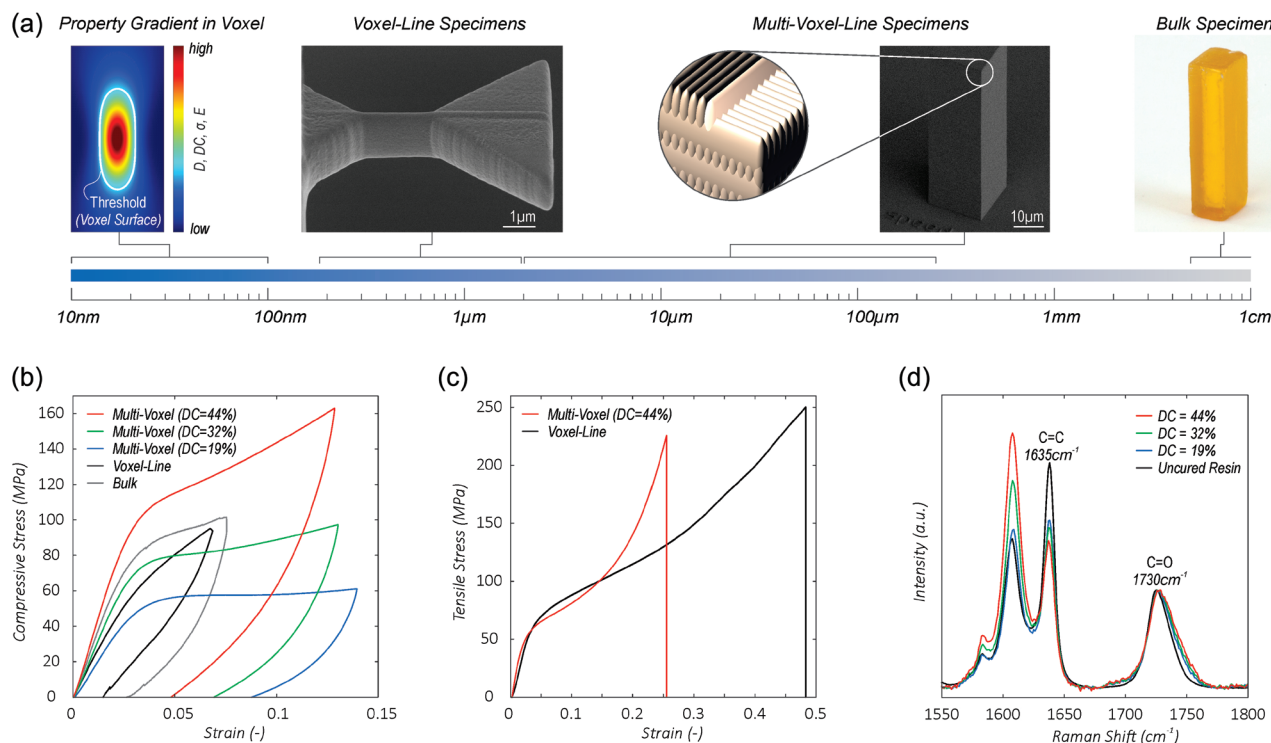 (a)
Property Gradient in Voxel
Voxel-Line Specimens
Multi-Voxel-Line Specimens
Bulk Specimen
high
D, DC, σ, E
low
Threshold
(Voxel Surface)
1μm
10μm
10nm
100nm
1μm
10μm
100μm
1mm
1cm
(b)
Multi-Voxel (DC=44%)
Multi-Voxel (DC=32%)
Multi-Voxel (DC=19%)
Voxel-Line
Bulk
Compressive Stress (MPa)
160
140
120
100
80
60
40
20
0
0
0.05
0.1
0.15
Strain (-)
(c)
Multi-Voxel (DC=44%)
Voxel-Line
Tensile Stress (MPa)
250
200
150
100
50
0
0
0.1
0.2
0.3
0.4
0.5
Strain (-)
(d)
DC = 44%
DC = 32%
DC = 19%
Uncured Resin
C=C
1635cm⁻¹
C=O
1730cm⁻¹
Intensity (a.u.)
1550
1600
1650
1700
1750
1800
Raman Shift (cm⁻¹)